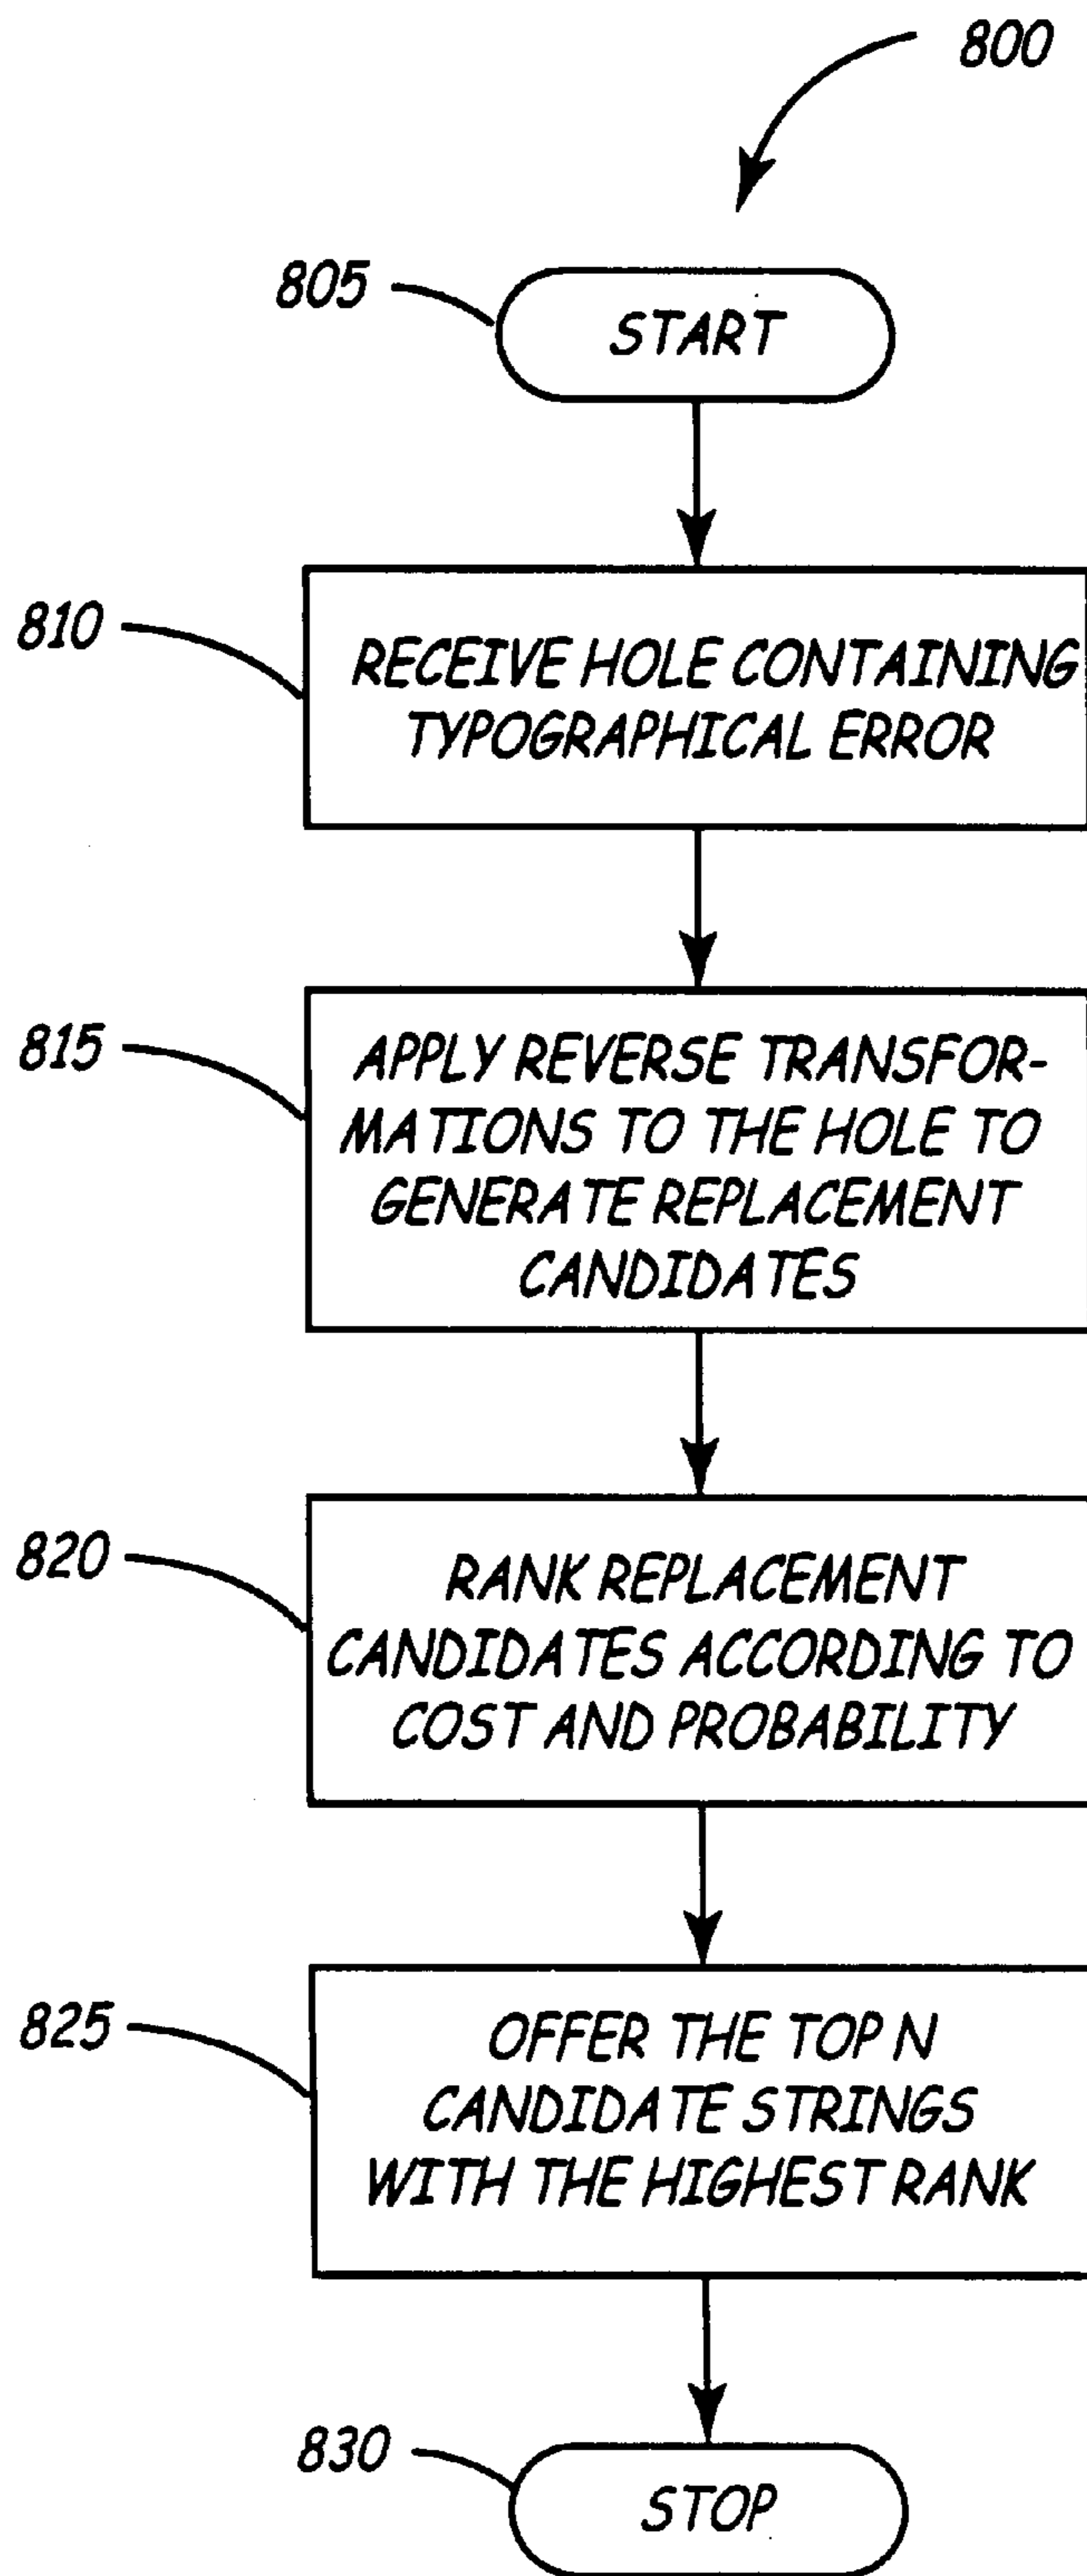 800
805
START
810
RECEIVE HOLE CONTAINING
TYPOGRAPHICAL ERROR
815
APPLY REVERSE TRANSFOR-
MATIONS TO THE HOLE TO
GENERATE REPLACEMENT
CANDIDATES
820
RANK REPLACEMENT
CANDIDATES ACCORDING TO
COST AND PROBABILITY
825
OFFER THE TOP N
CANDIDATE STRINGS
WITH THE HIGHEST RANK
830
STOP